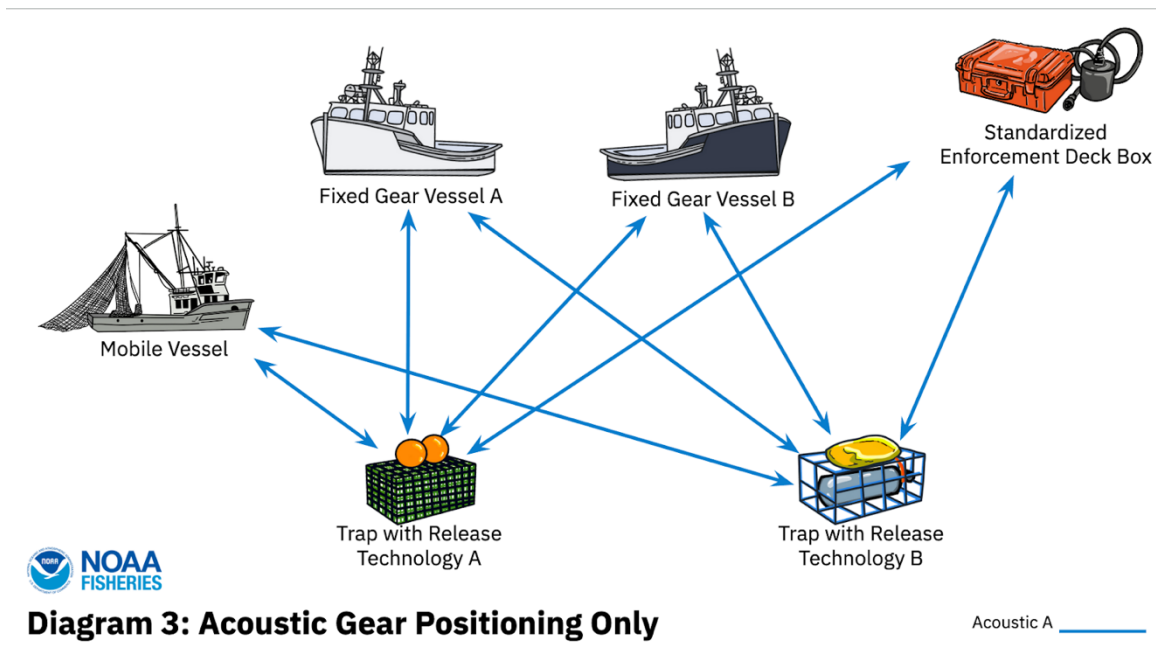 Standardized
Enforcement Deck Box
Fixed Gear Vessel A
Fixed Gear Vessel B
Mobile Vessel
Trap with Release
Technology A
Trap with Release
Technology B
NOAA
NOAA
FISHERIES
Diagram 3: Acoustic Gear Positioning Only
Acoustic A